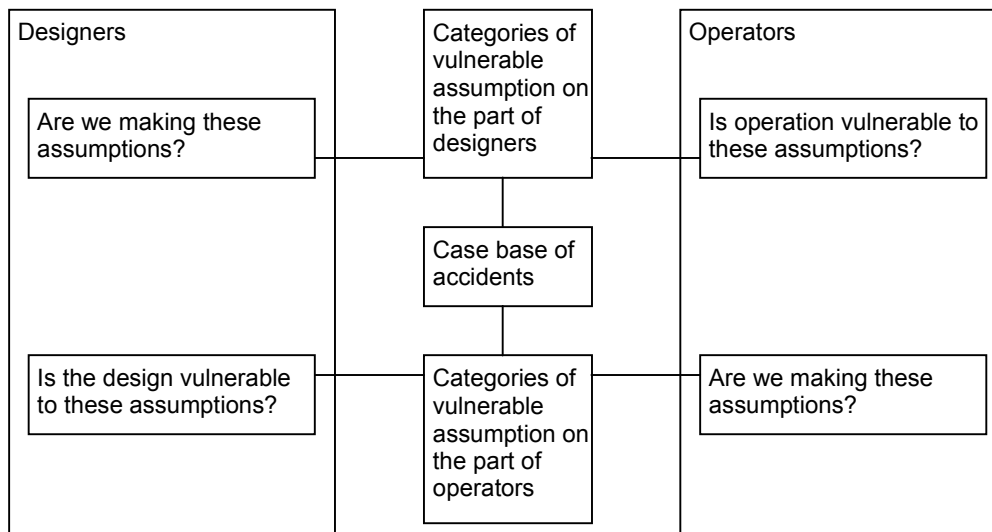 Designers
Are we making these
assumptions?
Is the design vulnerable
to these assumptions?
Categories of
vulnerable
assumption on
the part of
designers
Case base of
accidents
Categories of
vulnerable
assumption on
the part of
operators
Operators
Is operation vulnerable to
these assumptions?
Are we making these
assumptions?